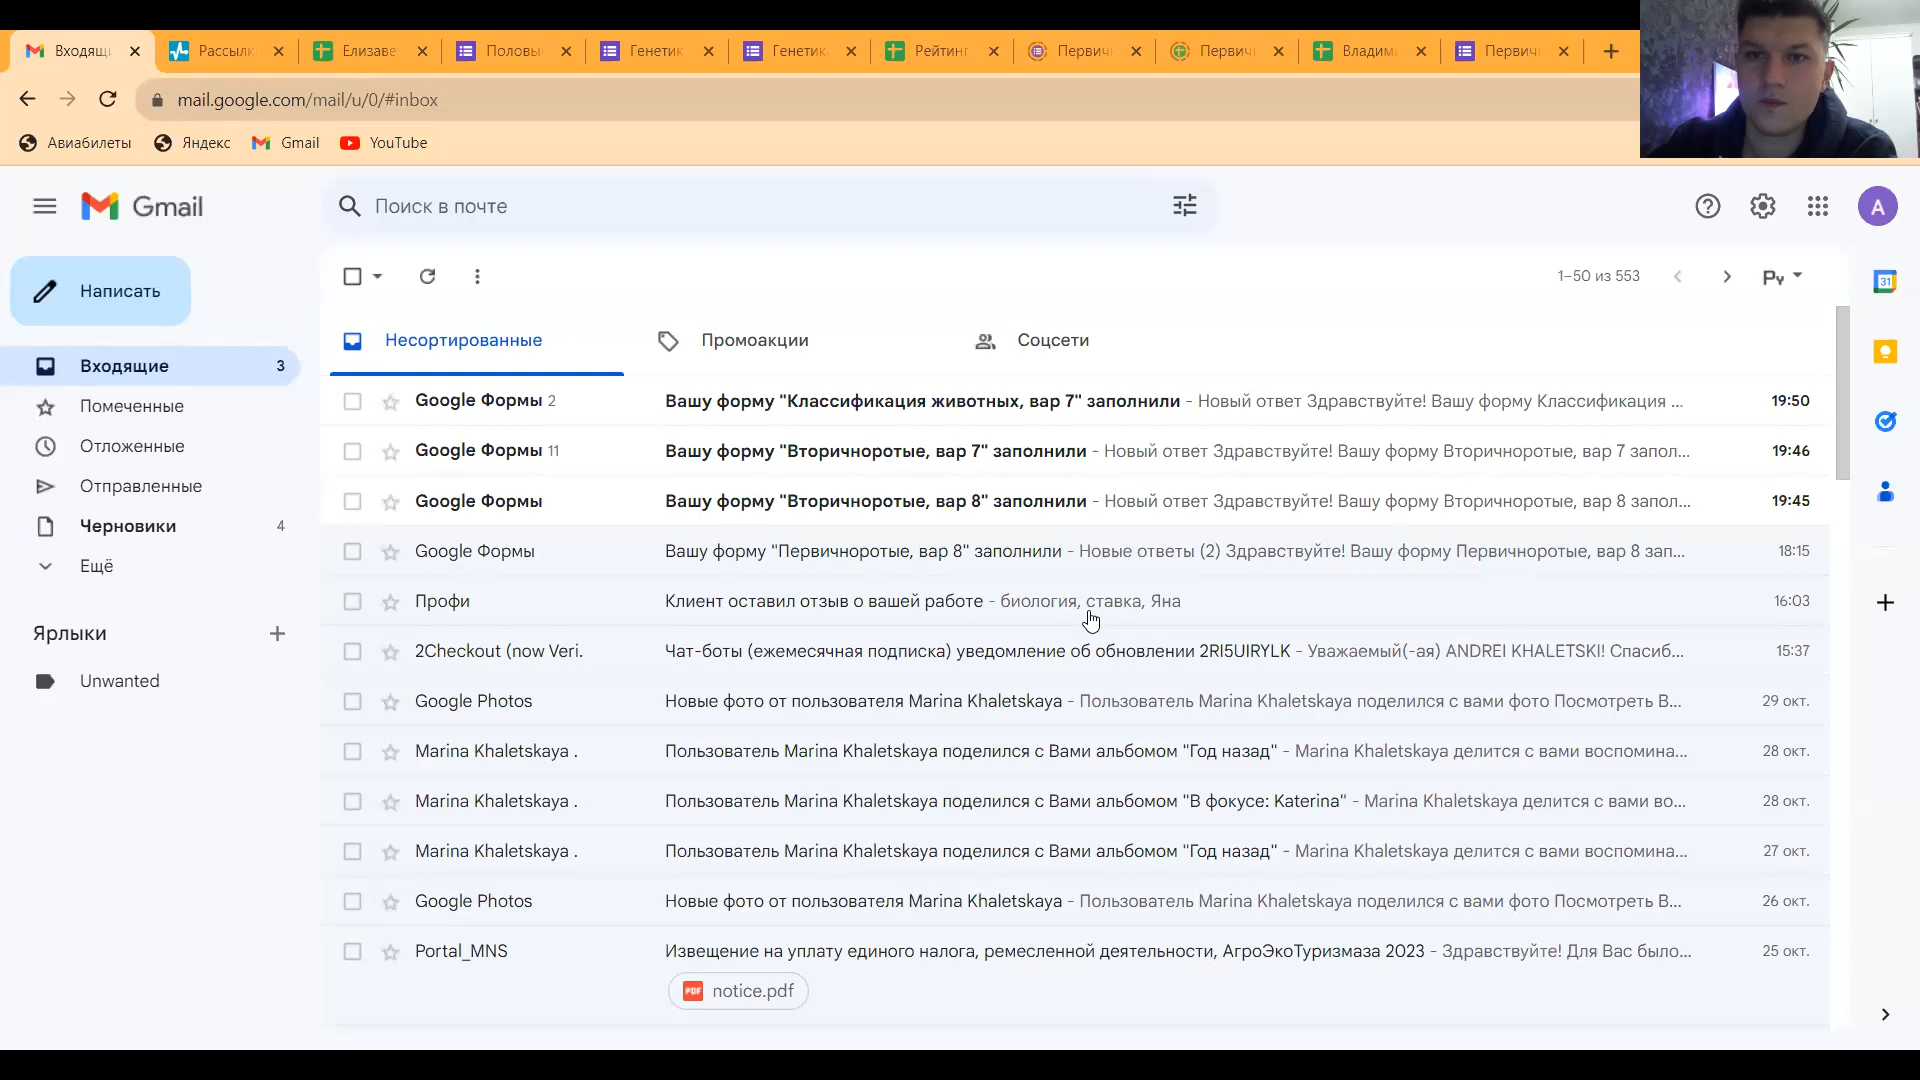 Входящ
Рассылк
Елизаве
Половы
Генетик
Генетик
Рейтинг
Первич
Первич
Владим
Первич
mail.google.com/mail/u/0/#inbox
Авиабилеты
Яндекс
Gmail
YouTube
Gmail
Поиск в почте
А
Написать
1–50 из 553
Ру
31
Несортированные
Промоакции
Соцсети
Входящие 3
Помеченные
Отложенные
Отправленные
Черновики 4
Ещё
Ярлыки
Unwanted
Google Формы 2 Вашу форму "Классификация животных, вар 7" заполнили - Новый ответ Здравствуйте! Вашу форму Классификация ... 19:50
Google Формы 11 Вашу форму "Вторичноротые, вар 7" заполнили - Новый ответ Здравствуйте! Вашу форму Вторичноротые, вар 7 запол... 19:46
Google Формы Вашу форму "Вторичноротые, вар 8" заполнили - Новый ответ Здравствуйте! Вашу форму Вторичноротые, вар 8 запол... 19:45
Google Формы Вашу форму "Первичноротые, вар 8" заполнили - Новые ответы (2) Здравствуйте! Вашу форму Первичноротые, вар 8 зап... 18:15
Профи Клиент оставил отзыв о вашей работе - биология, ставка, Яна 16:03
2Checkout (now Veri. Чат-боты (ежемесячная подписка) уведомление об обновлении 2RI5UIRYLK - Уважаемый(-ая) ANDREI KHALETSKI! Спасиб... 15:37
Google Photos Новые фото от пользователя Marina Khaletskaya - Пользователь Marina Khaletskaya поделился с вами фото Посмотреть В... 29 окт.
Marina Khaletskaya . Пользователь Marina Khaletskaya поделился с Вами альбомом "Год назад" - Marina Khaletskaya делится с вами воспомина... 28 окт.
Marina Khaletskaya . Пользователь Marina Khaletskaya поделился с Вами альбомом "В фокусе: Katerina" - Marina Khaletskaya делится с вами во... 28 окт.
Marina Khaletskaya . Пользователь Marina Khaletskaya поделился с Вами альбомом "Год назад" - Marina Khaletskaya делится с вами воспомина... 27 окт.
Google Photos Новые фото от пользователя Marina Khaletskaya - Пользователь Marina Khaletskaya поделился с вами фото Посмотреть В... 26 окт.
Portal_MNS Извещение на уплату единого налога, ремесленной деятельности, АгроЭкоТуризмаза 2023 - Здравствуйте! Для Вас было... 25 окт.
PDF notice.pdf